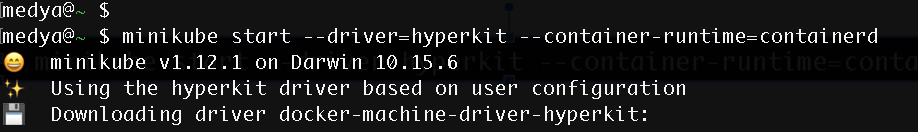 medya@~ $
medya@~ $ minikube start --driver=hyperkit --container-runtime=containerd
😄 minikube v1.12.1 on Darwin 10.15.6
✨ Using the hyperkit driver based on user configuration
💾 Downloading driver docker-machine-driver-hyperkit: